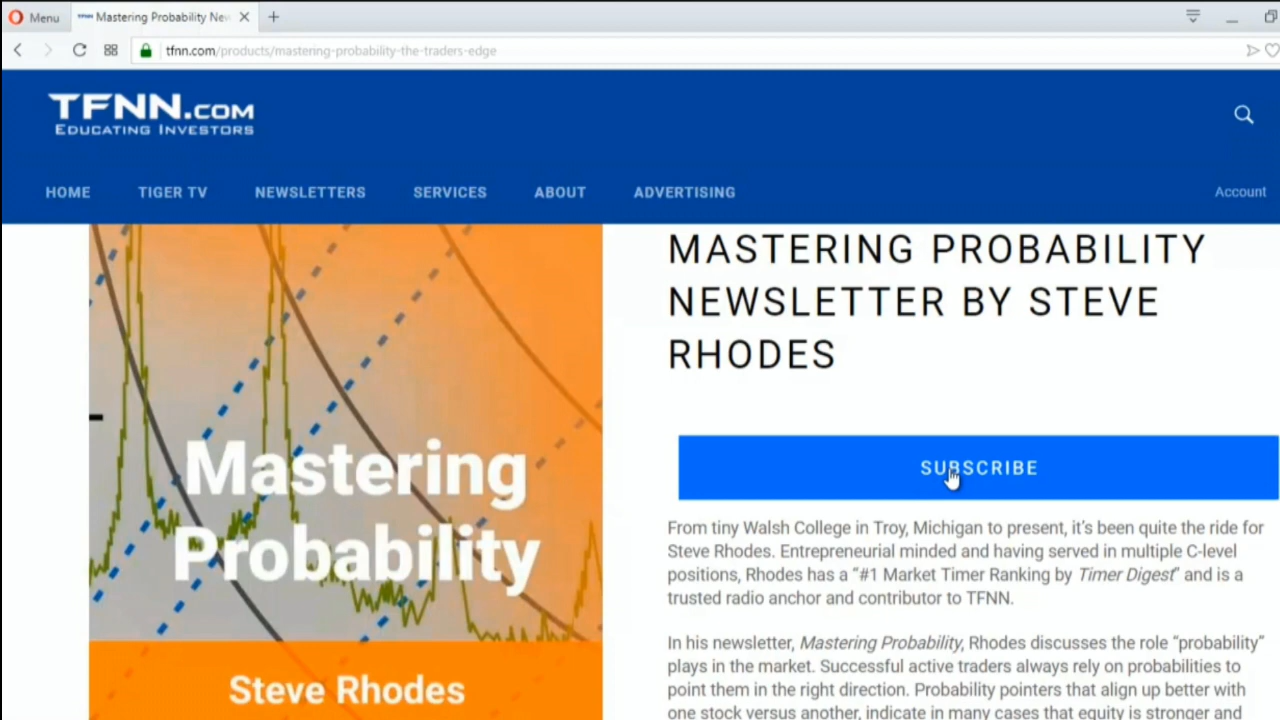 Menu
Mastering Probability New
tfnn.com/products/mastering-probability-the-traders-edge
TFNN.COM
EDUCATING INVESTORS
HOME TIGER TV NEWSLETTERS SERVICES ABOUT ADVERTISING Account
MASTERING PROBABILITY
NEWSLETTER BY STEVE
RHODES
Mastering
Probability
Steve Rhodes
SUBSCRIBE
From tiny Walsh College in Troy, Michigan to present, it’s been quite the ride for
Steve Rhodes. Entrepreneurial minded and having served in multiple C-level
positions, Rhodes has a “#1 Market Timer Ranking by Timer Digest” and is a
trusted radio anchor and contributor to TFNN.
In his newsletter, Mastering Probability, Rhodes discusses the role “probability”
plays in the market. Successful active traders always rely on probabilities to
point them in the right direction. Probability pointers that align up better with
one stock versus another, indicate in many cases that equity is stronger and